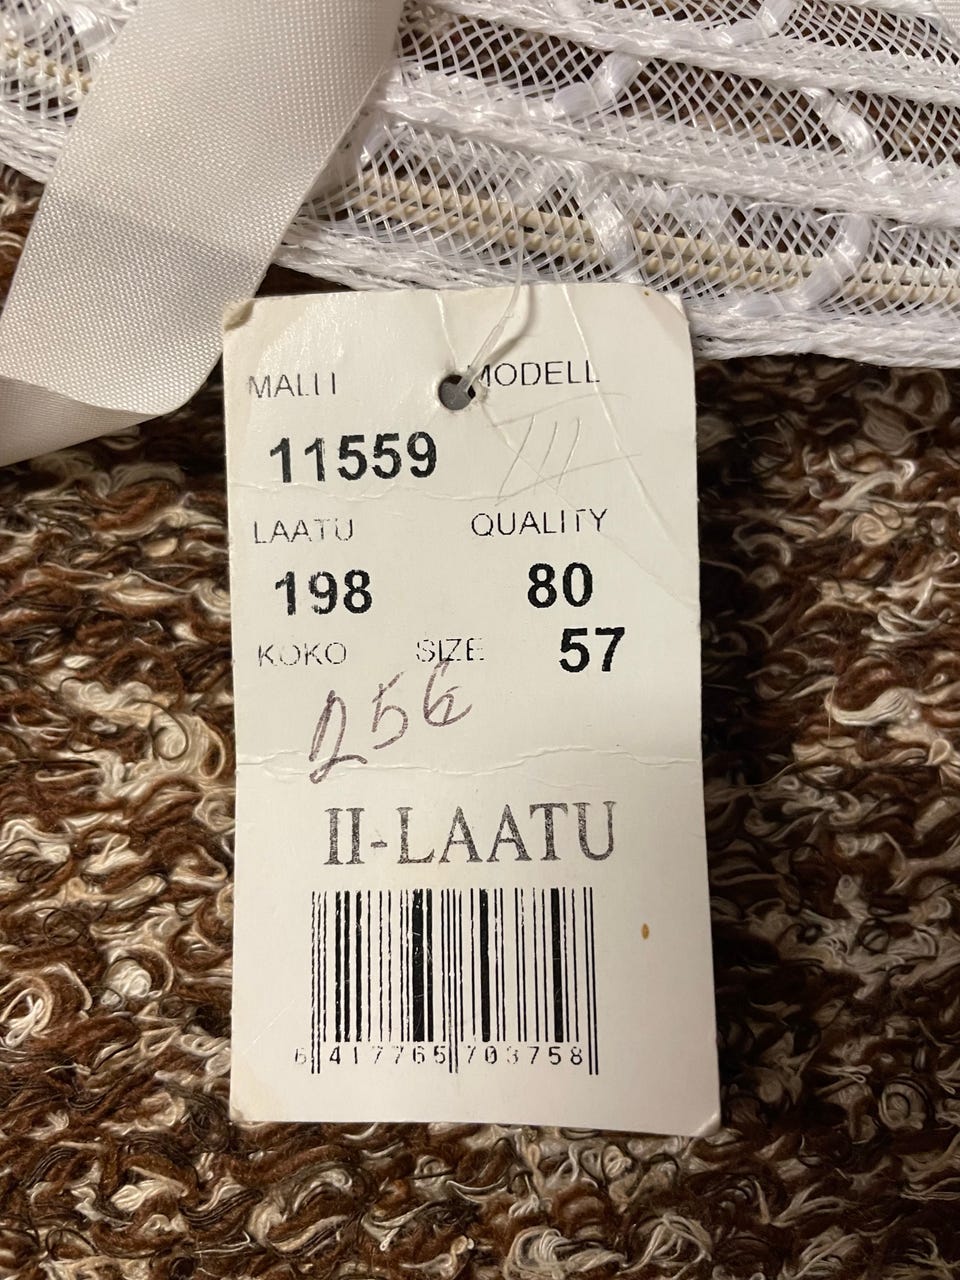 MALLI MODELL
11559
LAATU QUALITY
198 80
KOKO SIZE 57
256
II-LAATU
6 417765 703758